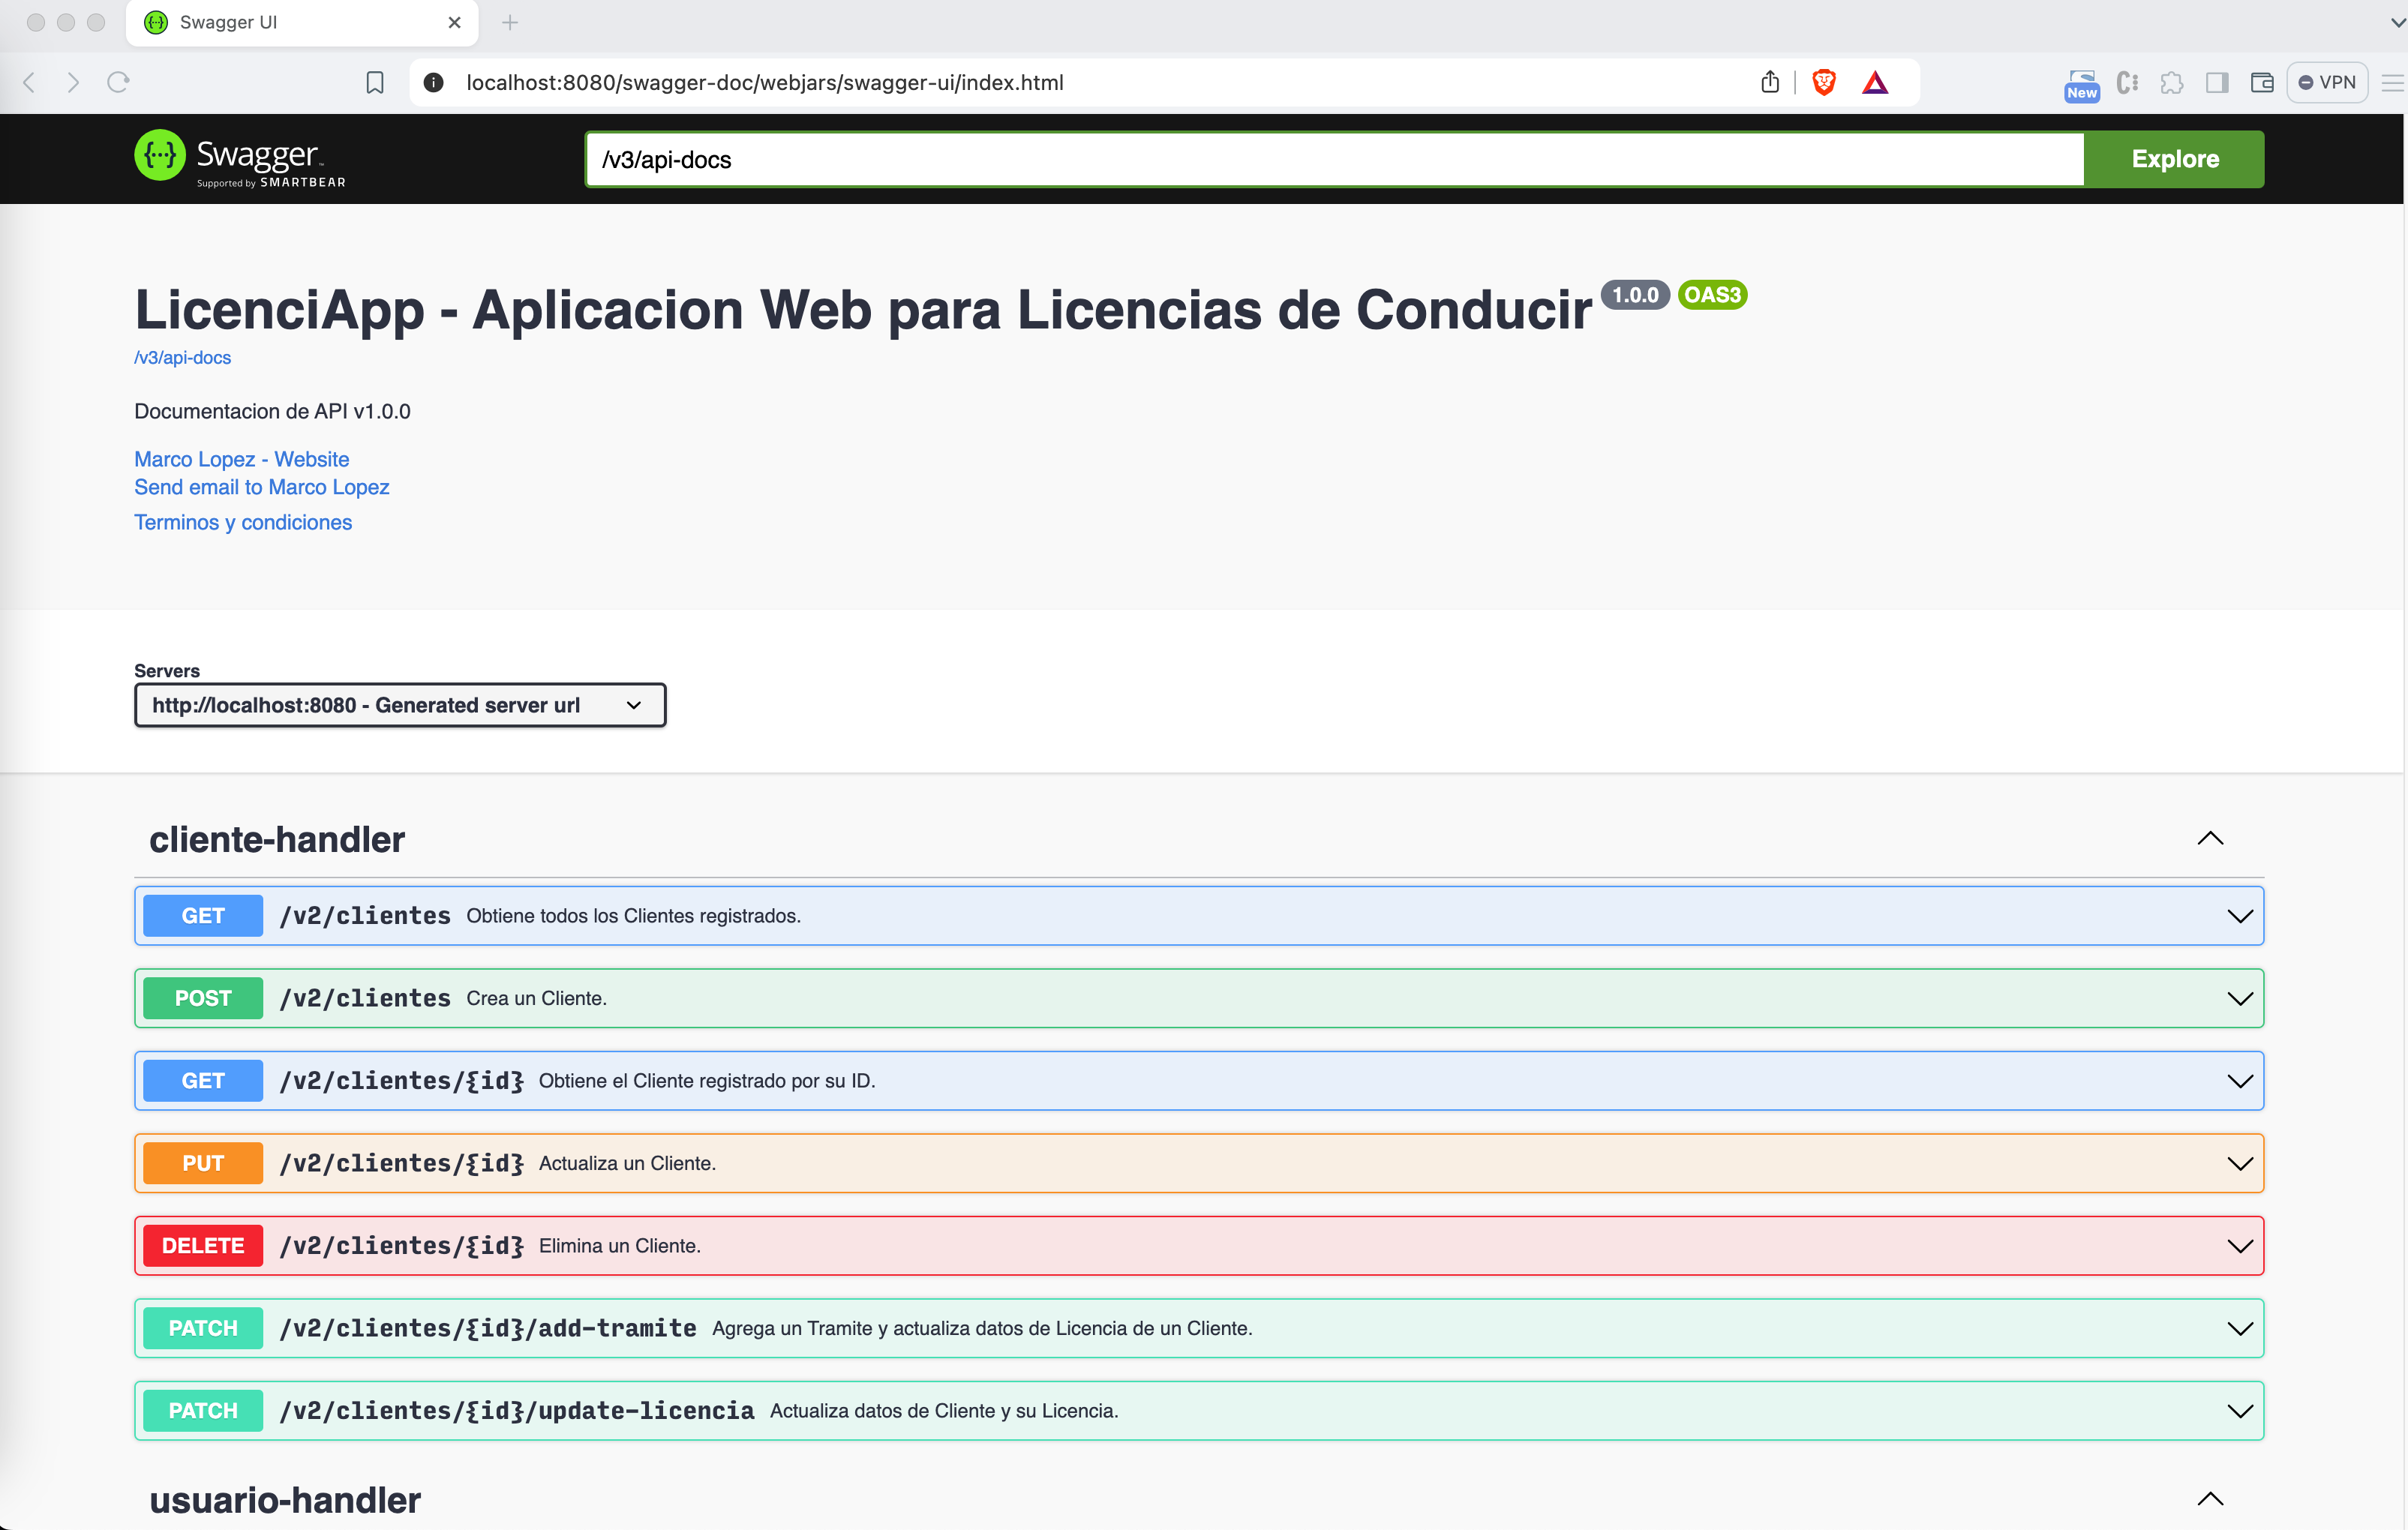 Swagger UI
localhost:8080/swagger-doc/webjars/swagger-ui/index.html
New
VPN
Swagger
Supported by SMARTBEAR
/v3/api-docs
Explore
LicenciApp - Aplicacion Web para Licencias de Conducir 1.0.0 OAS3
/v3/api-docs
Documentacion de API v1.0.0
Marco Lopez - Website
Send email to Marco Lopez
Terminos y condiciones
Servers
http://localhost:8080 - Generated server url
cliente-handler
GET /v2/clientes Obtiene todos los Clientes registrados.
POST /v2/clientes Crea un Cliente.
GET /v2/clientes/{id} Obtiene el Cliente registrado por su ID.
PUT /v2/clientes/{id} Actualiza un Cliente.
DELETE /v2/clientes/{id} Elimina un Cliente.
PATCH /v2/clientes/{id}/add-tramite Agrega un Tramite y actualiza datos de Licencia de un Cliente.
PATCH /v2/clientes/{id}/update-licencia Actualiza datos de Cliente y su Licencia.
usuario-handler